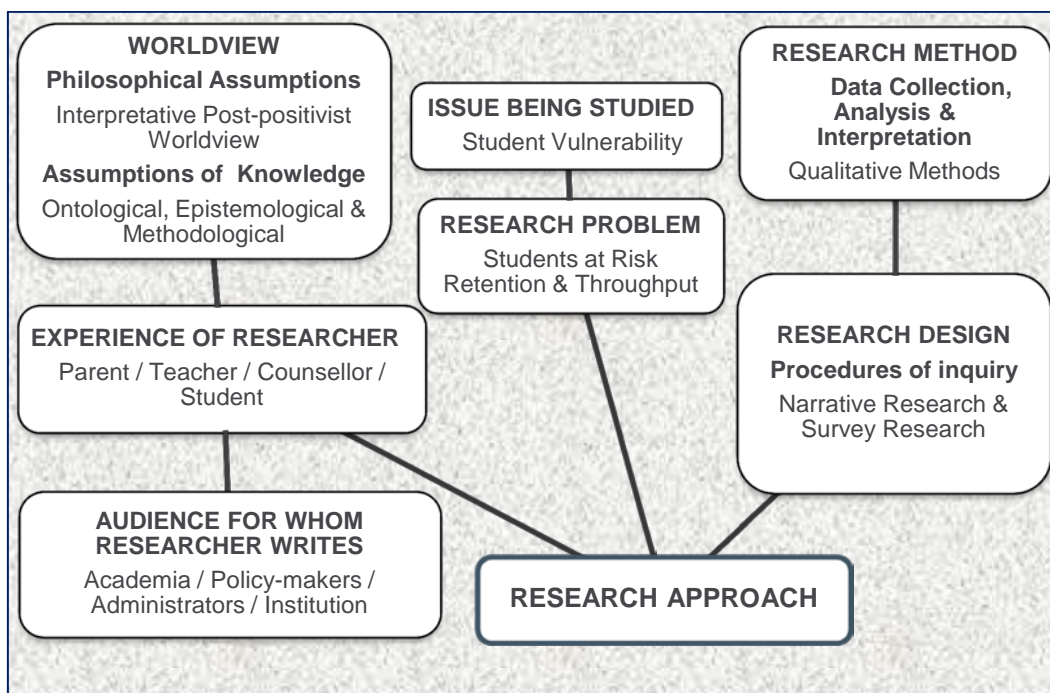 WORLDVIEW
Philosophical Assumptions
Interpretative Post-positivist
Worldview
Assumptions of Knowledge
Ontological, Epistemological &
Methodological
EXPERIENCE OF RESEARCHER
Parent / Teacher / Counsellor /
Student
AUDIENCE FOR WHOM
RESEARCHER WRITES
Academia / Policy-makers /
Administrators / Institution
ISSUE BEING STUDIED
Student Vulnerability
RESEARCH PROBLEM
Students at Risk
Retention & Throughput
RESEARCH METHOD
Data Collection,
Analysis &
Interpretation
Qualitative Methods
RESEARCH DESIGN
Procedures of inquiry
Narrative Research &
Survey Research
RESEARCH APPROACH